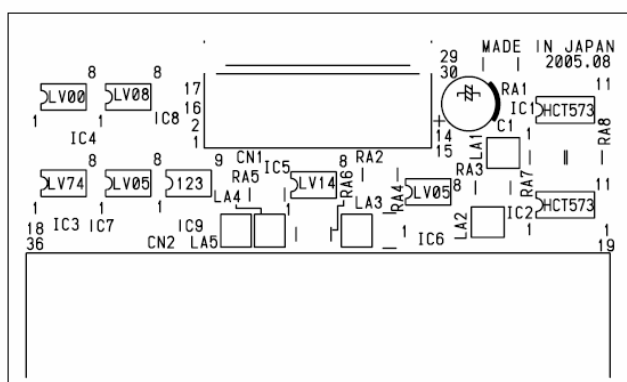 29 MADE IN JAPAN
30 2005.08
8 8 17 RA1 11
LV00 LV08 16 IC1 HCT573
1 1 IC8 2 + 14 C1 RA8
IC4 1 15 LA1 1
8 8 9 CN1 IC5 8 RA2 RA3
LV74 LV05 123 RA5 LV14 RA6 RA4 LV05 8 RA7 11
1 1 1 LA4 1 LA3 HCT573
18 IC3 IC7 IC9 1 IC6 LA2 IC2 1 1
36 CN2 LA5 19